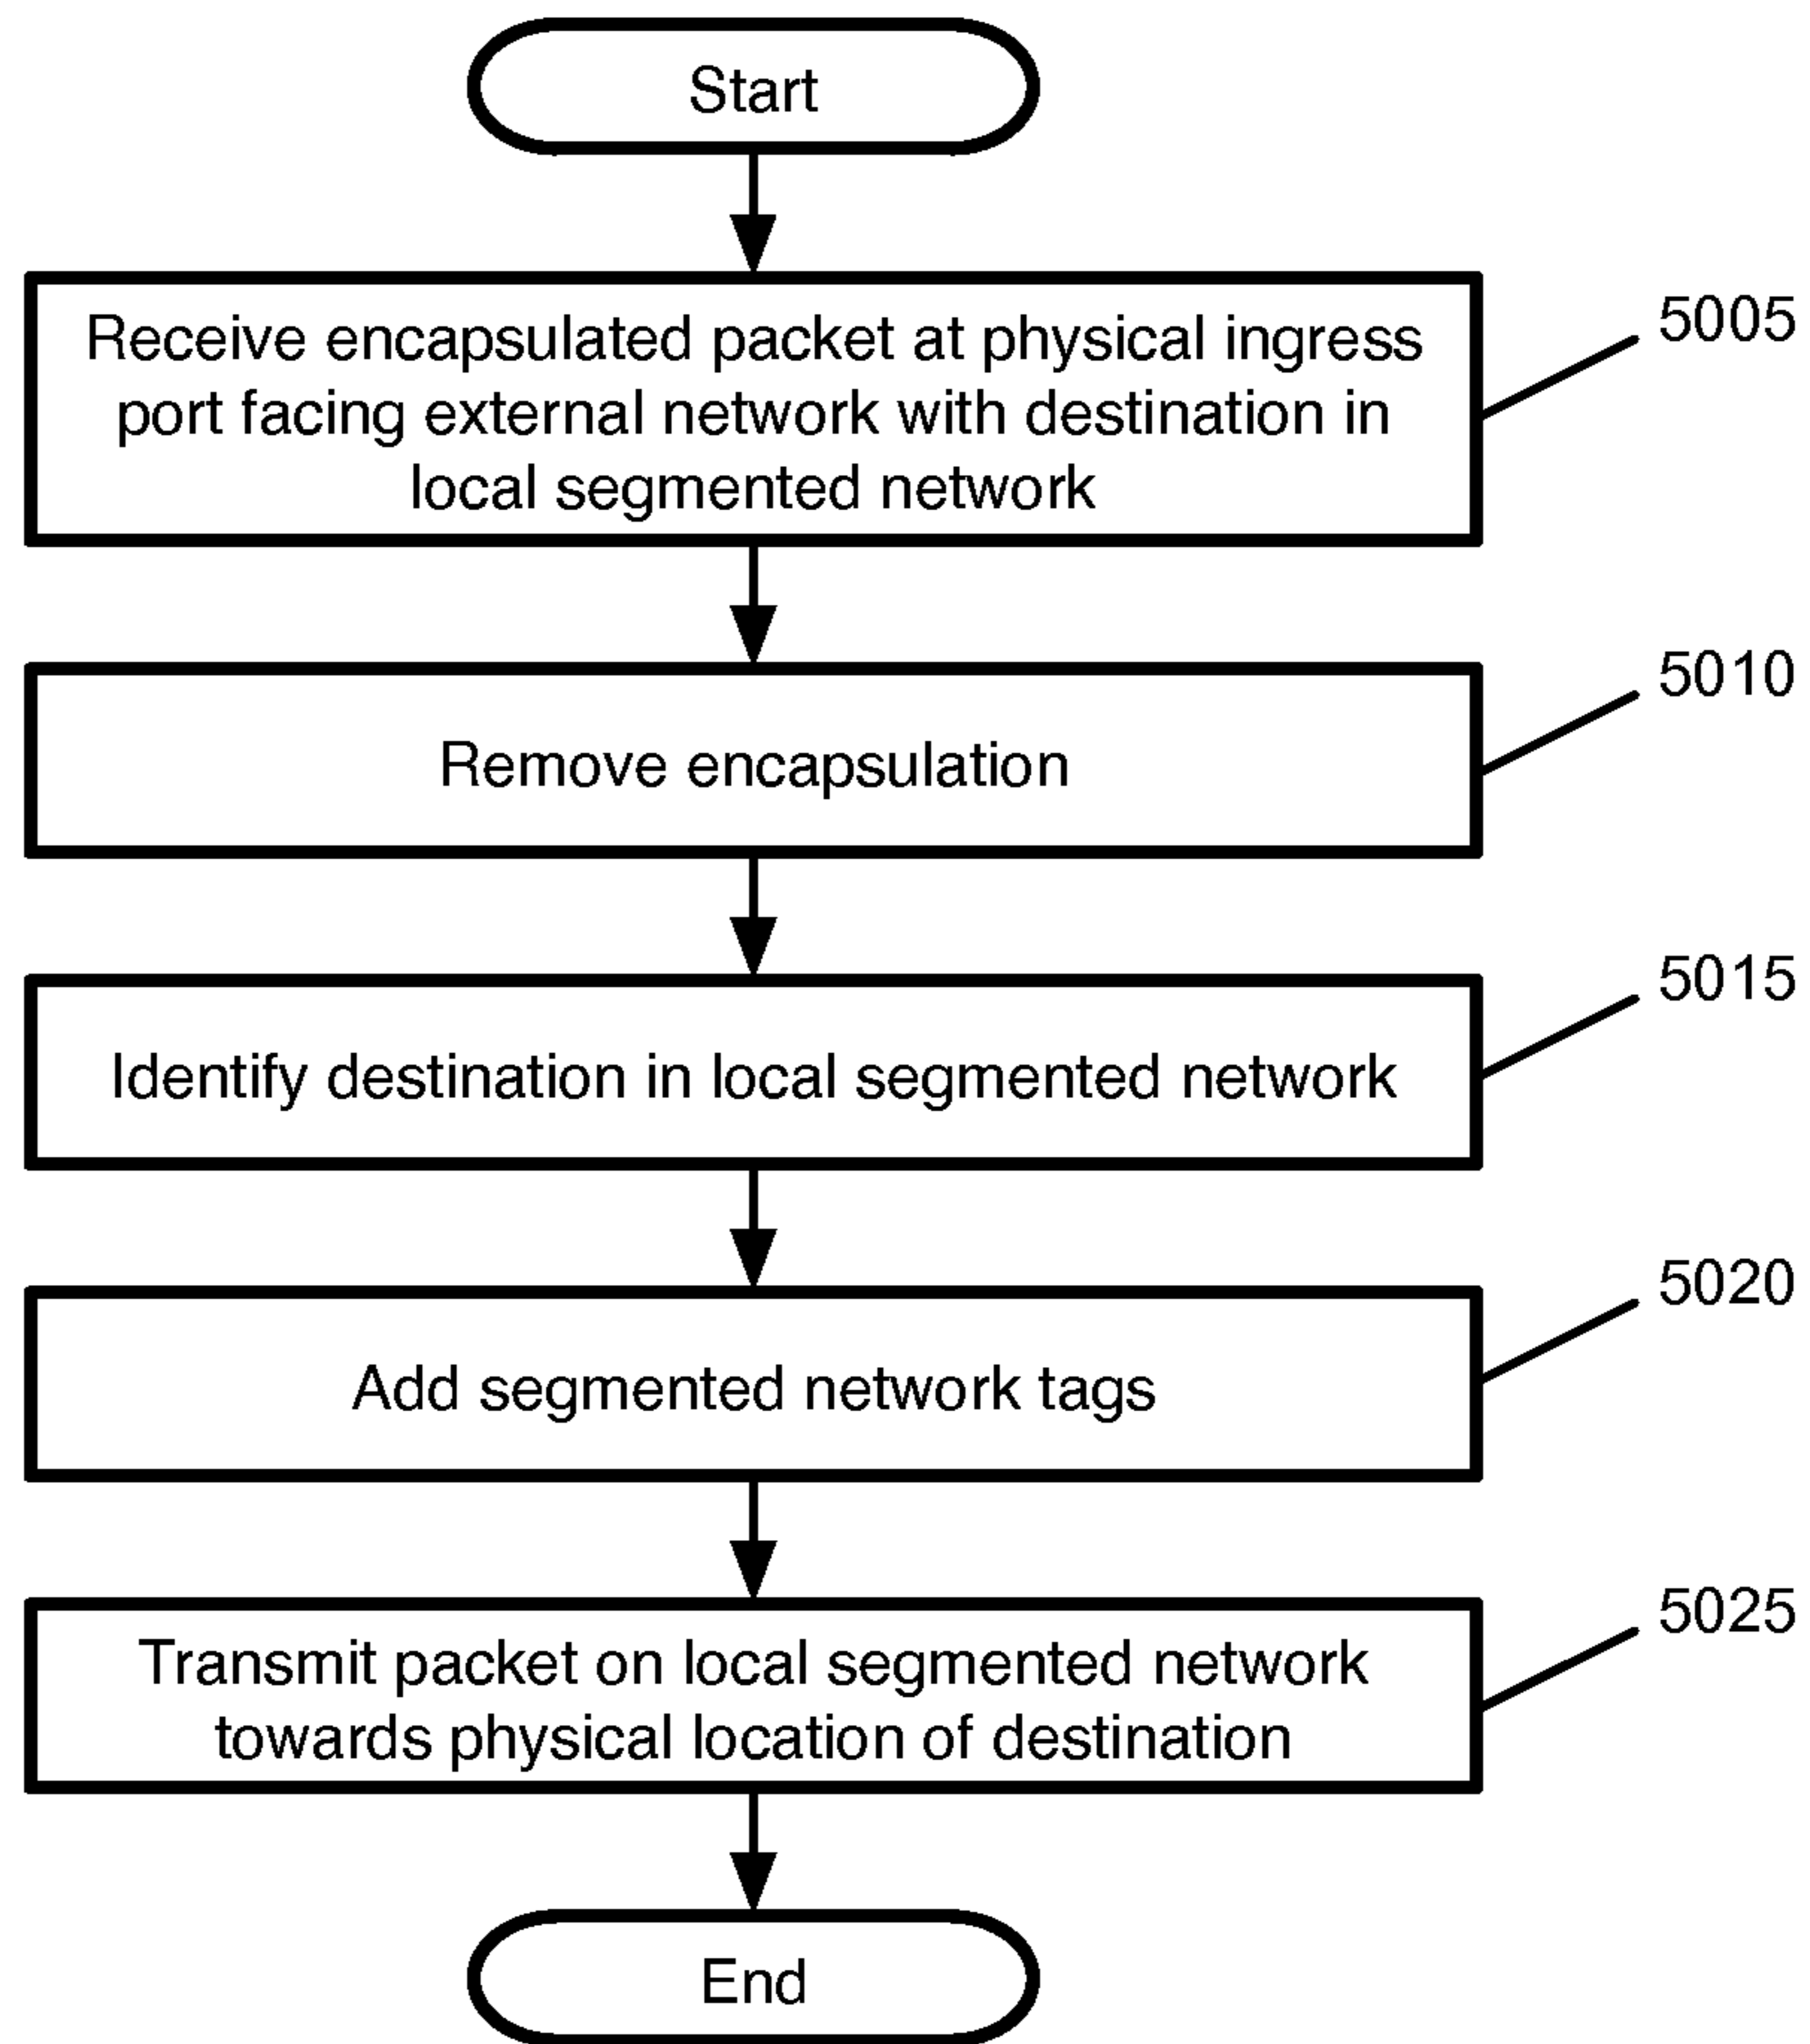 Start
Receive encapsulated packet at physical ingress
port facing external network with destination in
local segmented network
5005
Remove encapsulation
5010
Identify destination in local segmented network
5015
Add segmented network tags
5020
Transmit packet on local segmented network
towards physical location of destination
5025
End